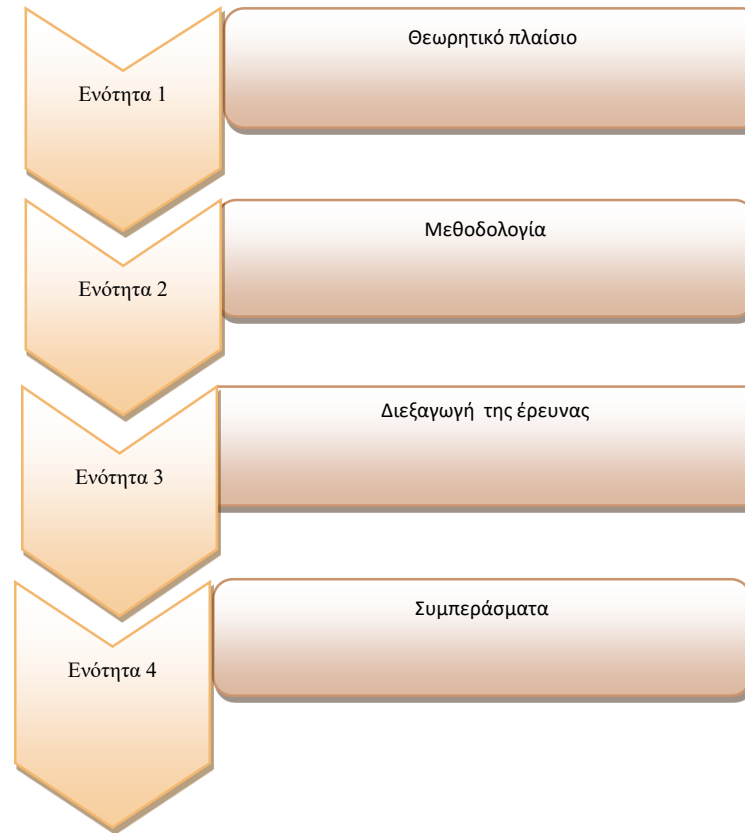 Ενότητα 1
Θεωρητικό πλαίσιο
Ενότητα 2
Μεθοδολογία
Ενότητα 3
Διεξαγωγή της έρευνας
Ενότητα 4
Συμπεράσματα